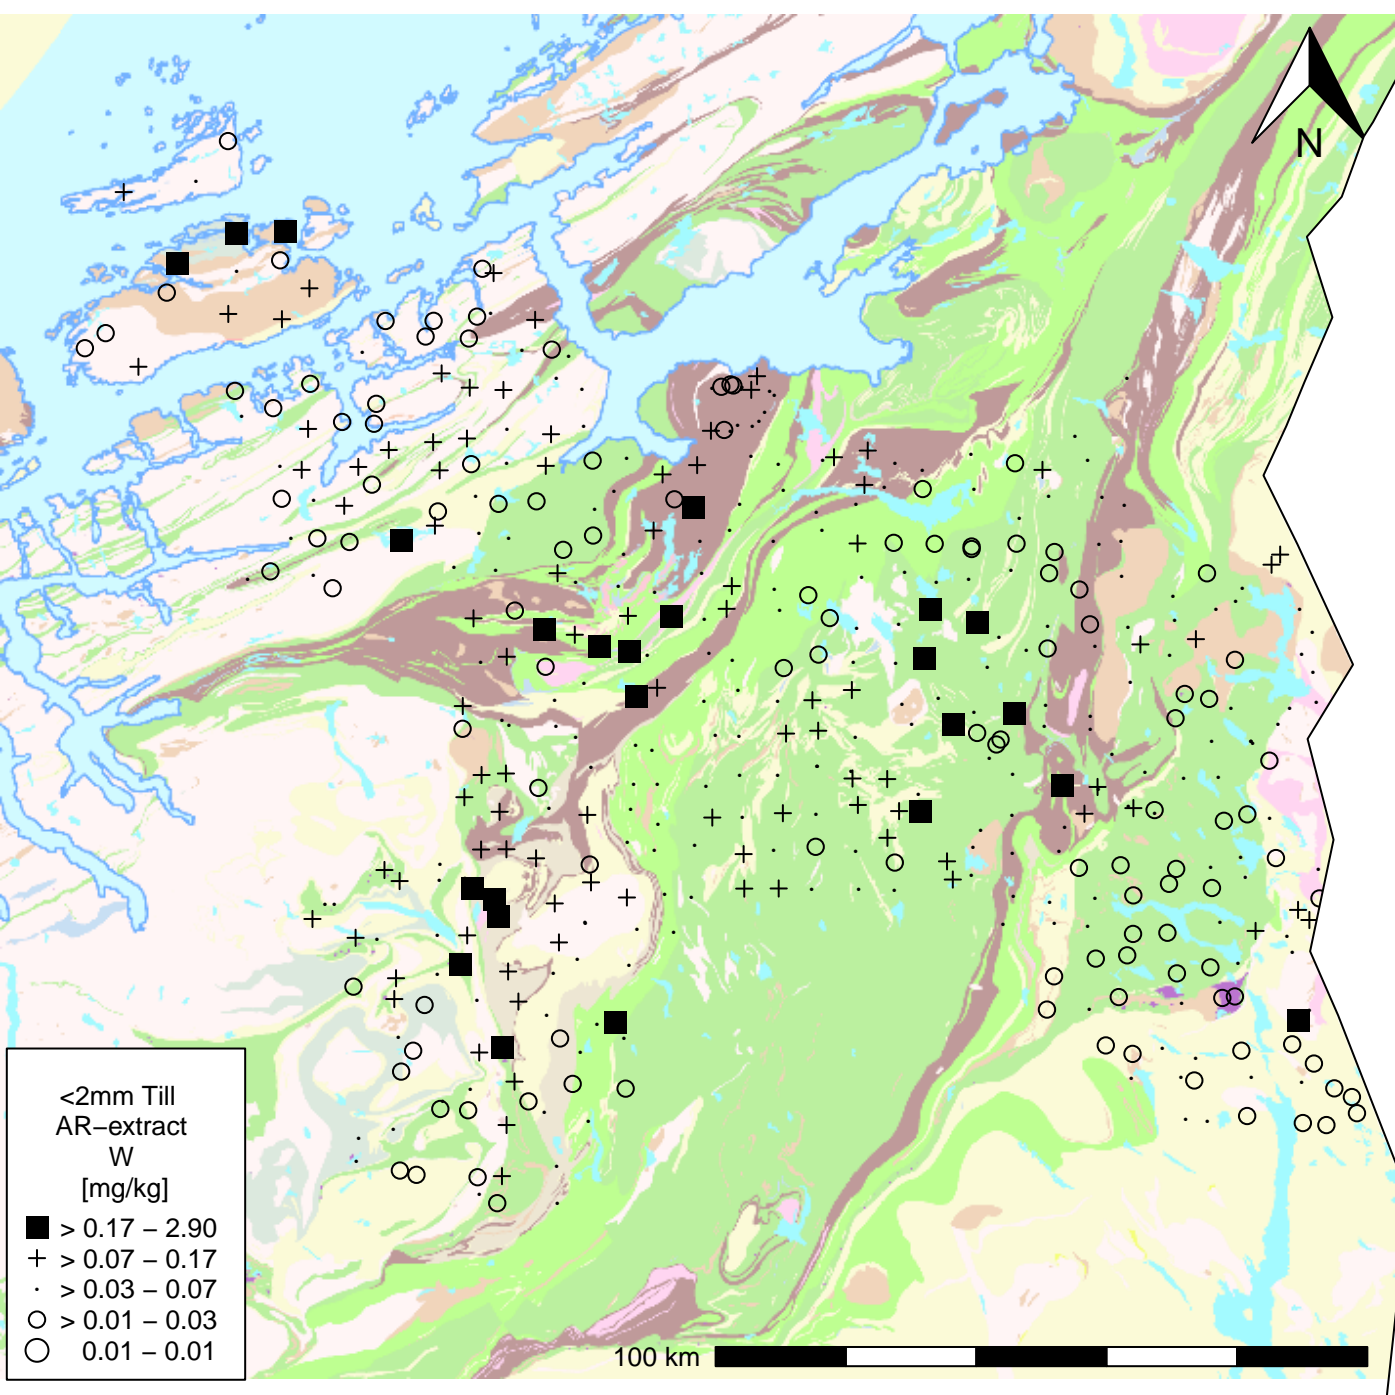 N
<2mm Till
AR−extract
W
[mg/kg]
> 0.17 − 2.90
> 0.07 − 0.17
> 0.03 − 0.07
> 0.01 − 0.03
0.01 − 0.01
100 km